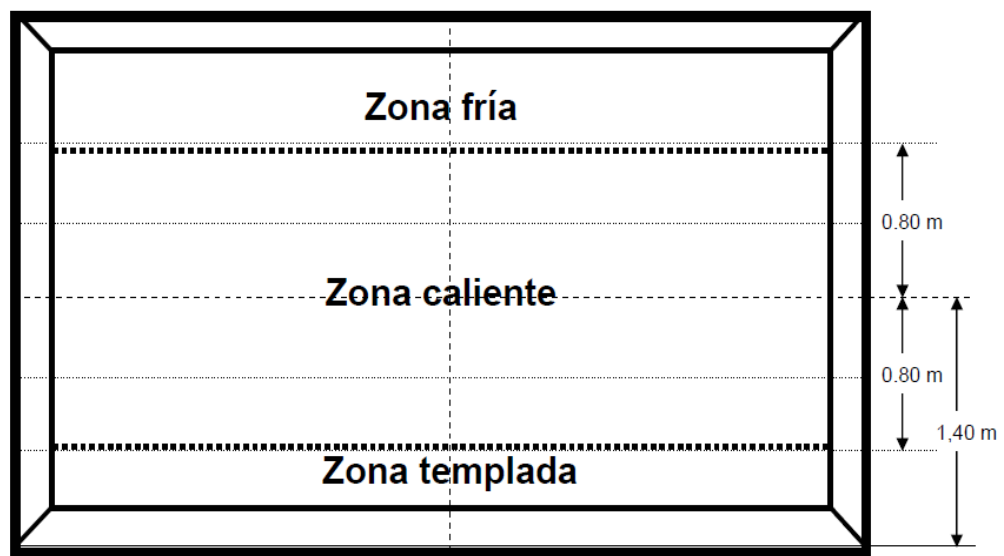 Zona fría
0.80 m
Zona caliente
0.80 m
1,40 m
Zona templada